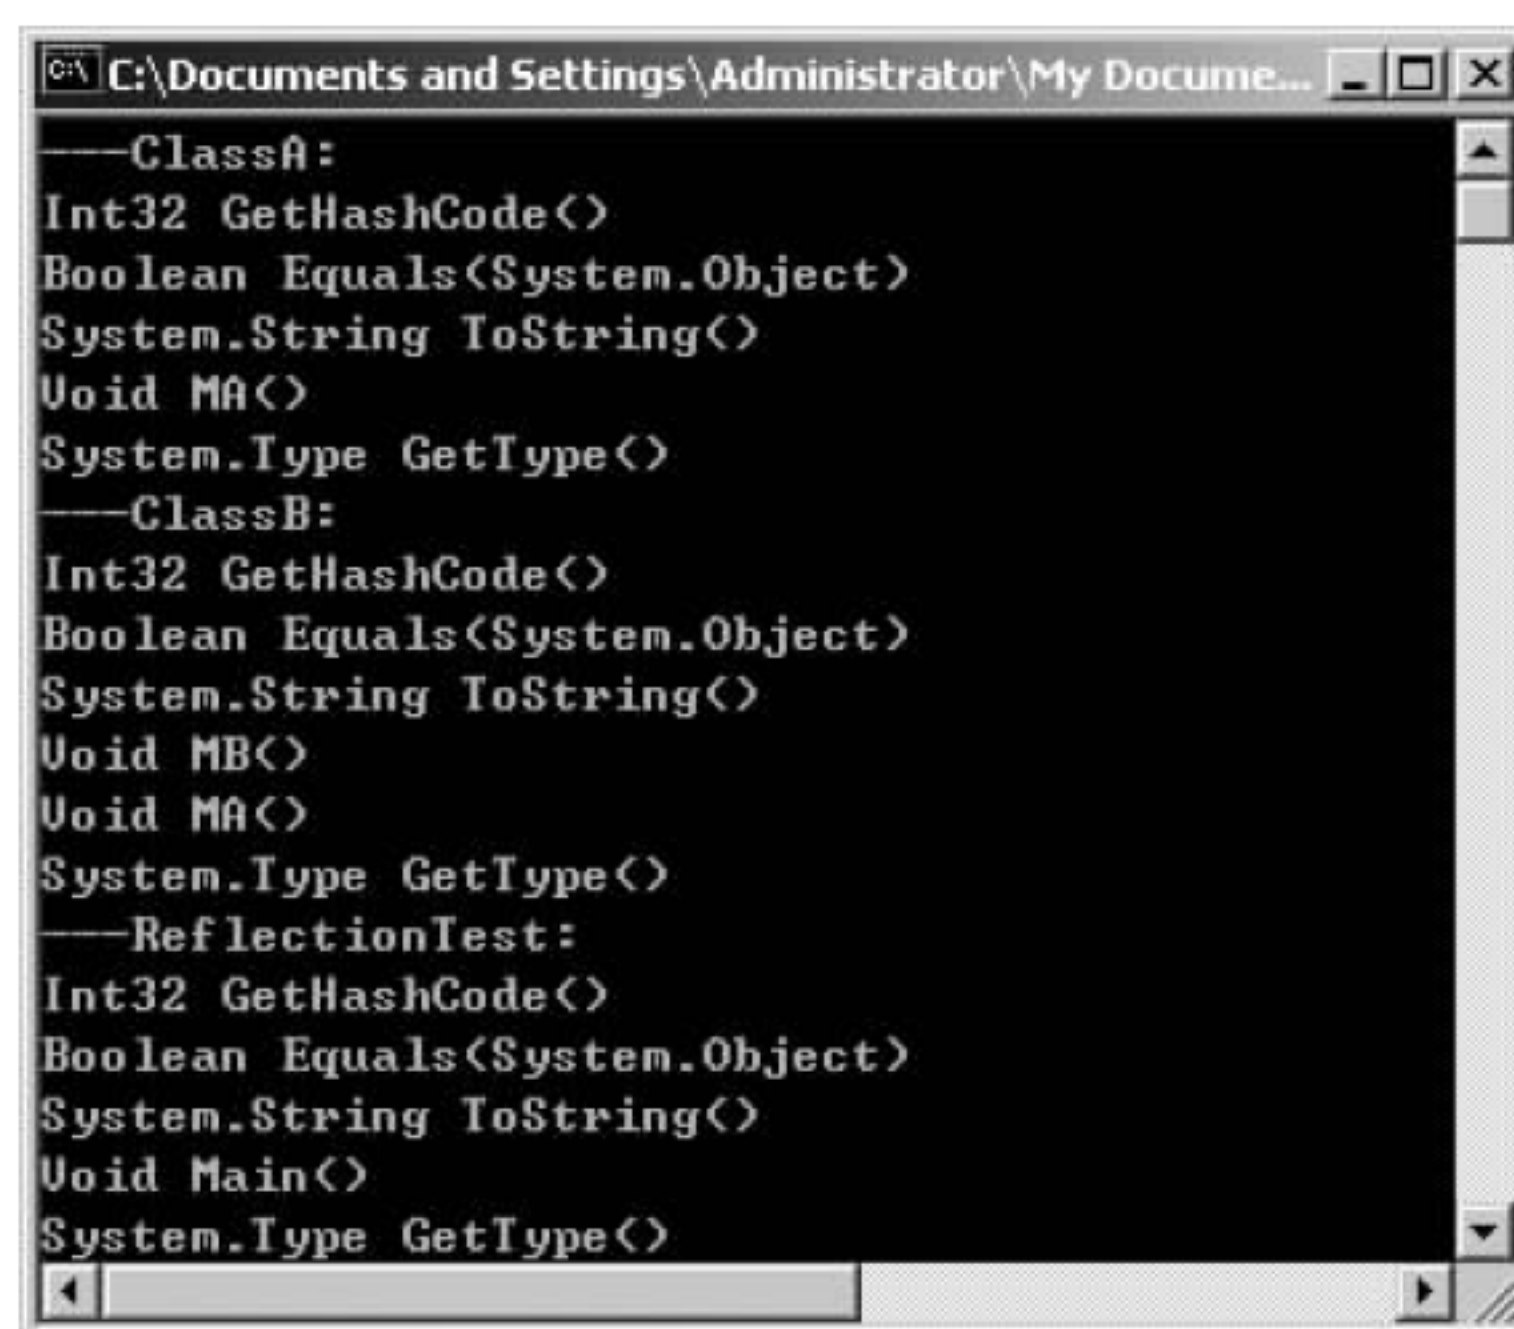 C:\Documents and Settings\Administrator\My Docume...
---ClassA:
Int32 GetHashCode()
Boolean Equals(System.Object)
System.String ToString()
Void MA()
System.Type GetType()
---ClassB:
Int32 GetHashCode()
Boolean Equals(System.Object)
System.String ToString()
Void MB()
Void MA()
System.Type GetType()
---ReflectionTest:
Int32 GetHashCode()
Boolean Equals(System.Object)
System.String ToString()
Void Main()
System.Type GetType()